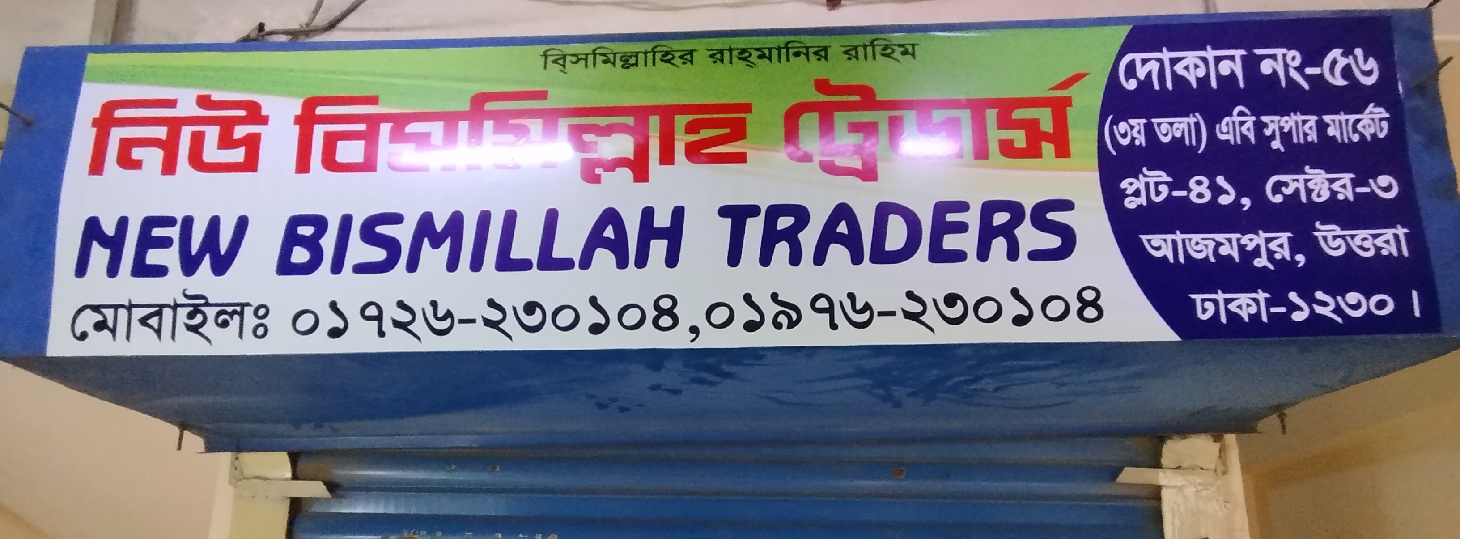 বিসমিল্লাহির রাহ্মানির রাহিম
নিউ বিসমিল্লাহ ট্রেডার্স
NEW BISMILLAH TRADERS
মোবাইলঃ ০১৭২৬-২৩০১০৪,০১৯৭৬-২৩০১০৪
দোকান নং-৫৬
(৩য় তলা) এবি সুপার মার্কেট
প্লট-৪১, সেক্টর-৩
আজমপুর, উত্তরা
ঢাকা-১২৩০।